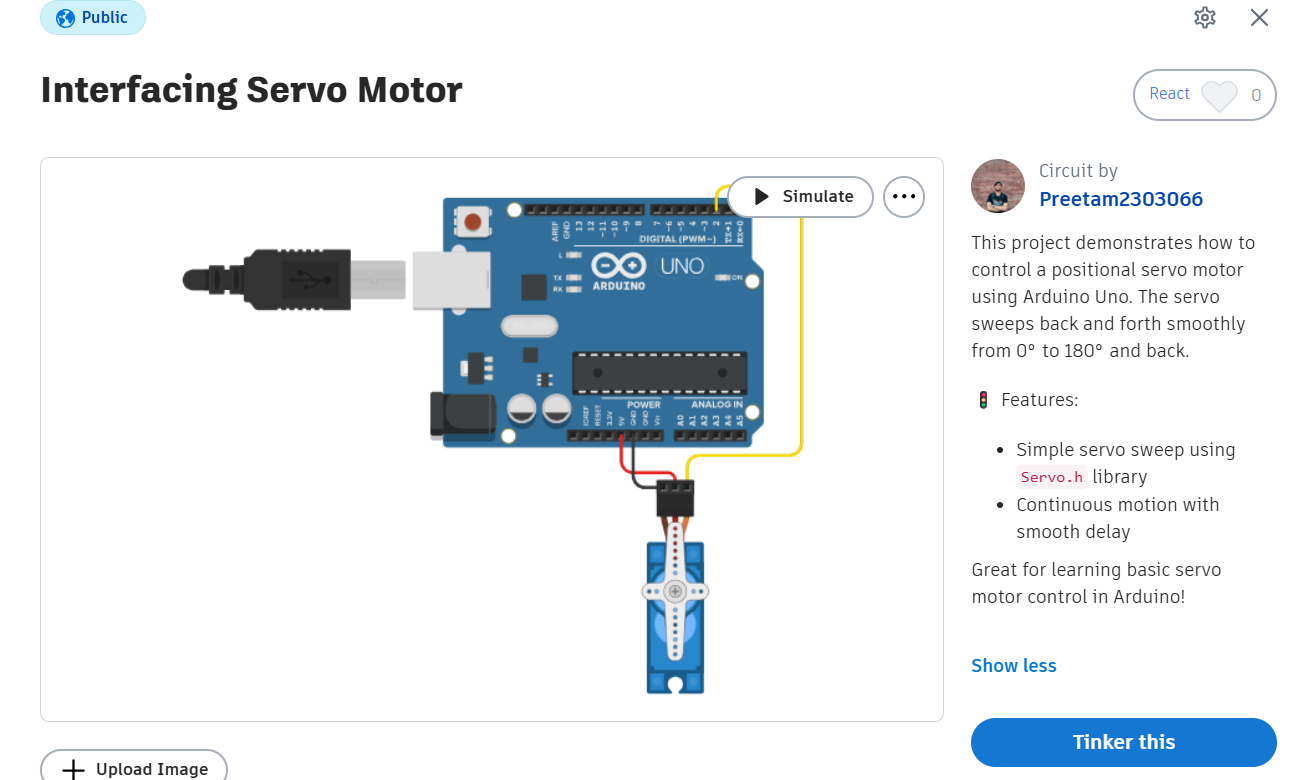 Public
Interfacing Servo Motor
React 0
Simulate
AREF
GND
13
12
~11
~10
~9
8
7
~6
~5
4
~3
2
TX→1
RX←0
DIGITAL (PWM~)
L
TX
RX
UNO
ARDUINO
ON
POWER
ANALOG IN
IOREF
RESET
3.3V
5V
GND
GND
Vin
A0
A1
A2
A3
A4
A5
Circuit by
Preetam2303066
This project demonstrates how to
control a positional servo motor
using Arduino Uno. The servo
sweeps back and forth smoothly
from 0° to 180° and back.
🚦 Features:
• Simple servo sweep using
Servo.h library
• Continuous motion with
smooth delay
Great for learning basic servo
motor control in Arduino!
Show less
Tinker this
Upload Image